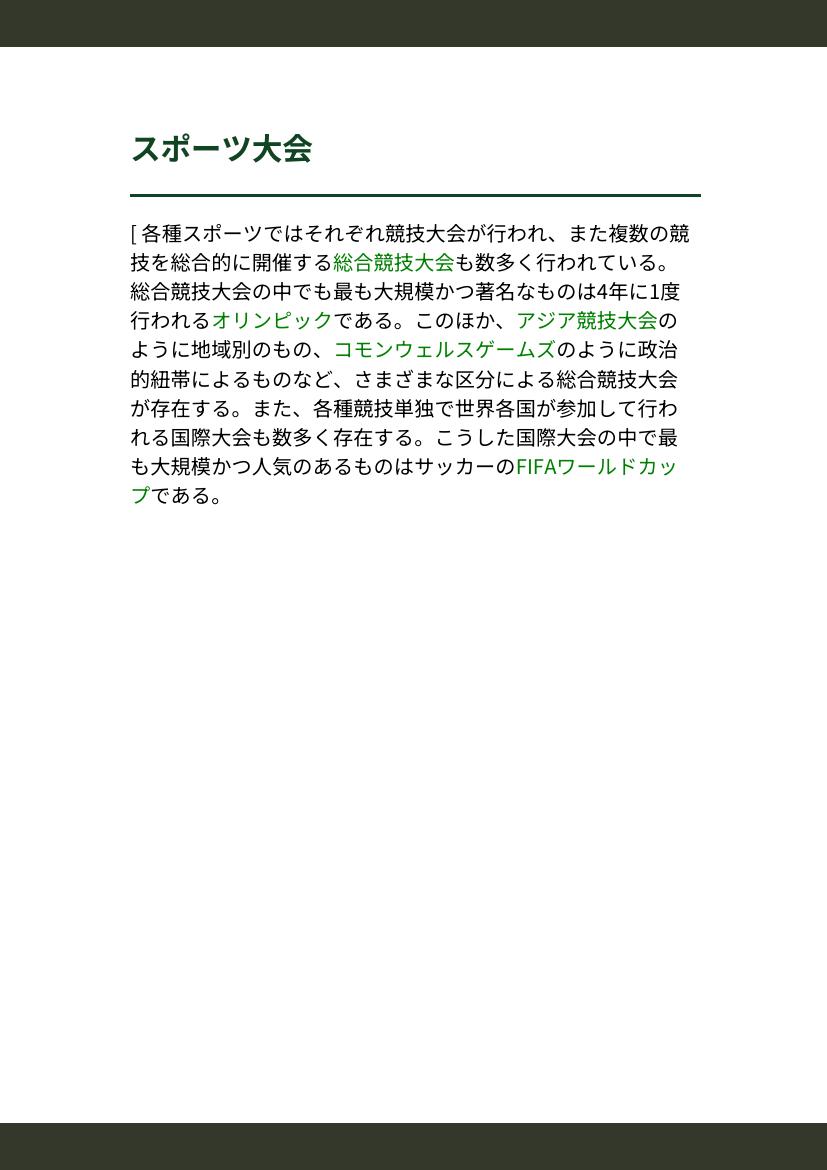 スポーツ大会
[ 各種スポーツではそれぞれ競技大会が行われ、また複数の競
技を総合的に開催する総合競技大会も数多く行われている。
総合競技大会の中でも最も大規模かつ著名なものは4年に1度
行われるオリンピックである。このほか、アジア競技大会の
ように地域別のもの、コモンウェルスゲームズのように政治
的紐帯によるものなど、さまざまな区分による総合競技大会
が存在する。また、各種競技単独で世界各国が参加して行わ
れる国際大会も数多く存在する。こうした国際大会の中で最
も大規模かつ人気のあるものはサッカーのFIFAワールドカッ
プである。